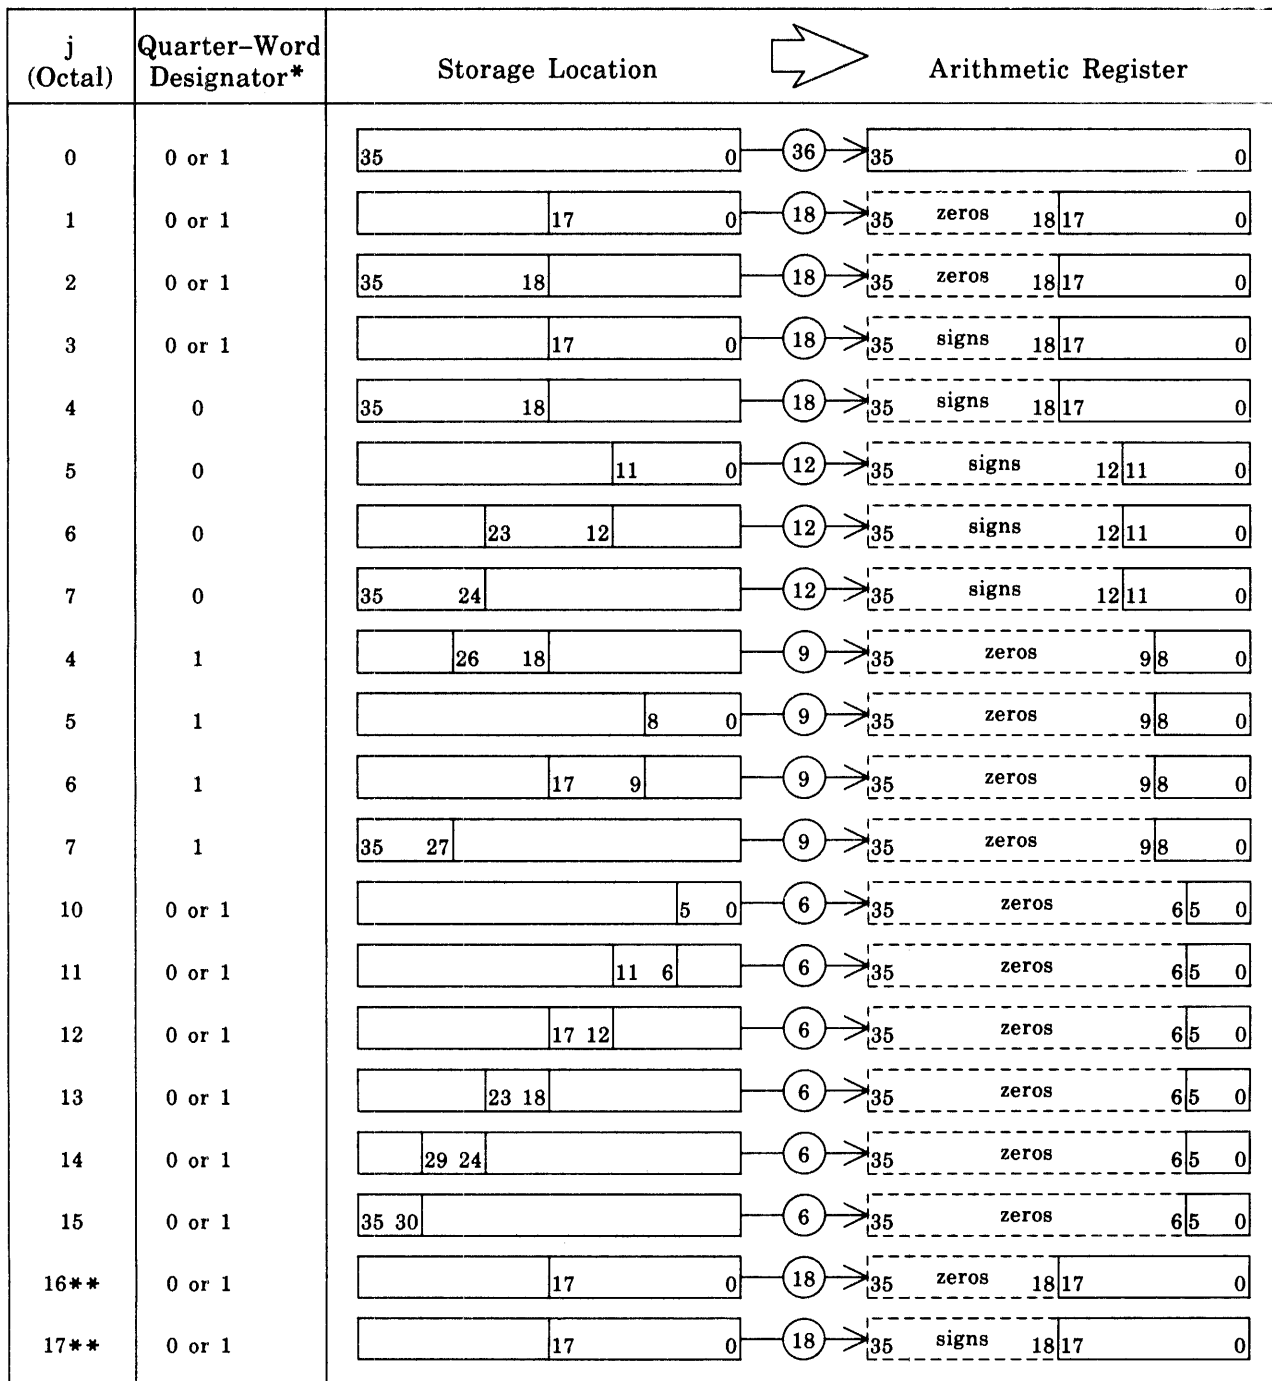 j Quarter–Word
(Octal) Designator* Storage Location Arithmetic Register
0 0 or 1 35 0 36 35 0
1 0 or 1 17 0 18 35 zeros 18 17 0
2 0 or 1 35 18 18 35 zeros 18 17 0
3 0 or 1 17 0 18 35 signs 18 17 0
4 0 35 18 18 35 signs 18 17 0
5 0 11 0 12 35 signs 12 11 0
6 0 23 12 12 35 signs 12 11 0
7 0 35 24 12 35 signs 12 11 0
4 1 26 18 9 35 zeros 9 8 0
5 1 8 0 9 35 zeros 9 8 0
6 1 17 9 9 35 zeros 9 8 0
7 1 35 27 9 35 zeros 9 8 0
10 0 or 1 5 0 6 35 zeros 6 5 0
11 0 or 1 11 6 6 35 zeros 6 5 0
12 0 or 1 17 12 6 35 zeros 6 5 0
13 0 or 1 23 18 6 35 zeros 6 5 0
14 0 or 1 29 24 6 35 zeros 6 5 0
15 0 or 1 35 30 6 35 zeros 6 5 0
16** 0 or 1 17 0 18 35 zeros 18 17 0
17** 0 or 1 17 0 18 35 signs 18 17 0